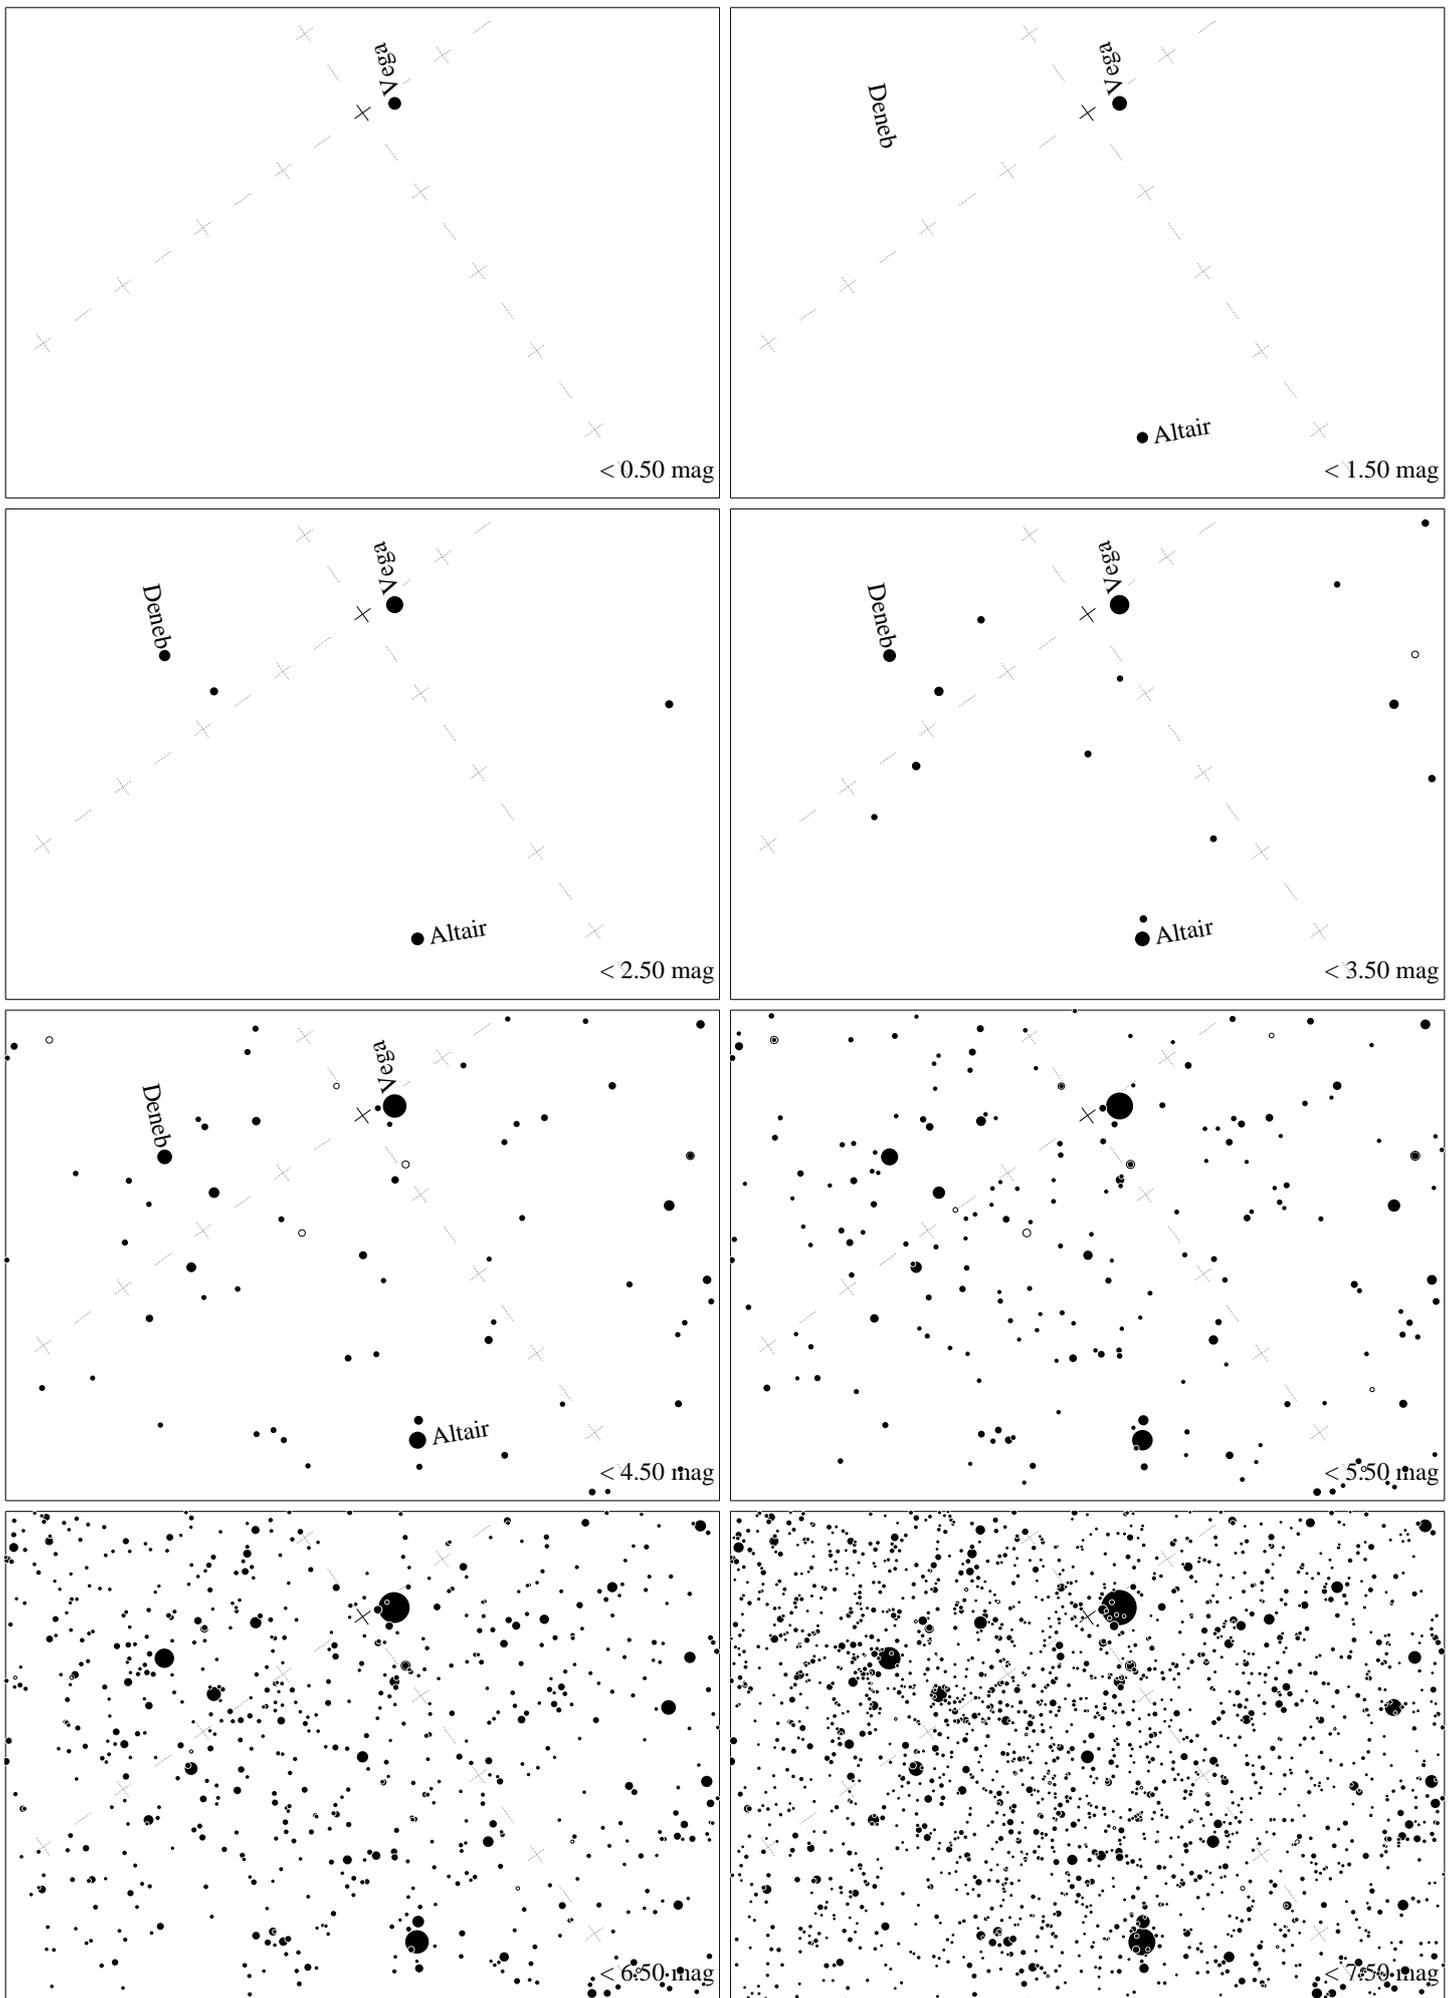 Vega
< 0.50 mag
Deneb
Vega
Altair
< 1.50 mag
Deneb
Vega
Altair
< 2.50 mag
Deneb
Vega
Altair
< 3.50 mag
Deneb
Vega
Altair
< 4.50 mag
< 5.50 mag
< 6.50 mag
< 7.50 mag